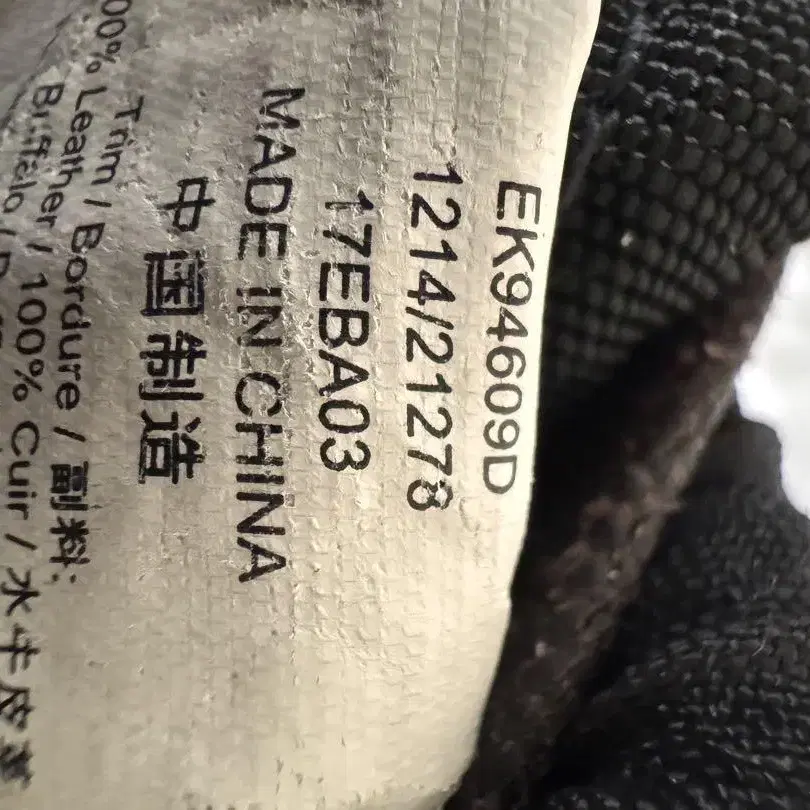 EK94609D
1214/21278
17EBA03
MADE IN CHINA
中国制造
Trim / Bordure / 副料:
100% Leather / 100% Cuir / 水牛皮革
Buffalo /